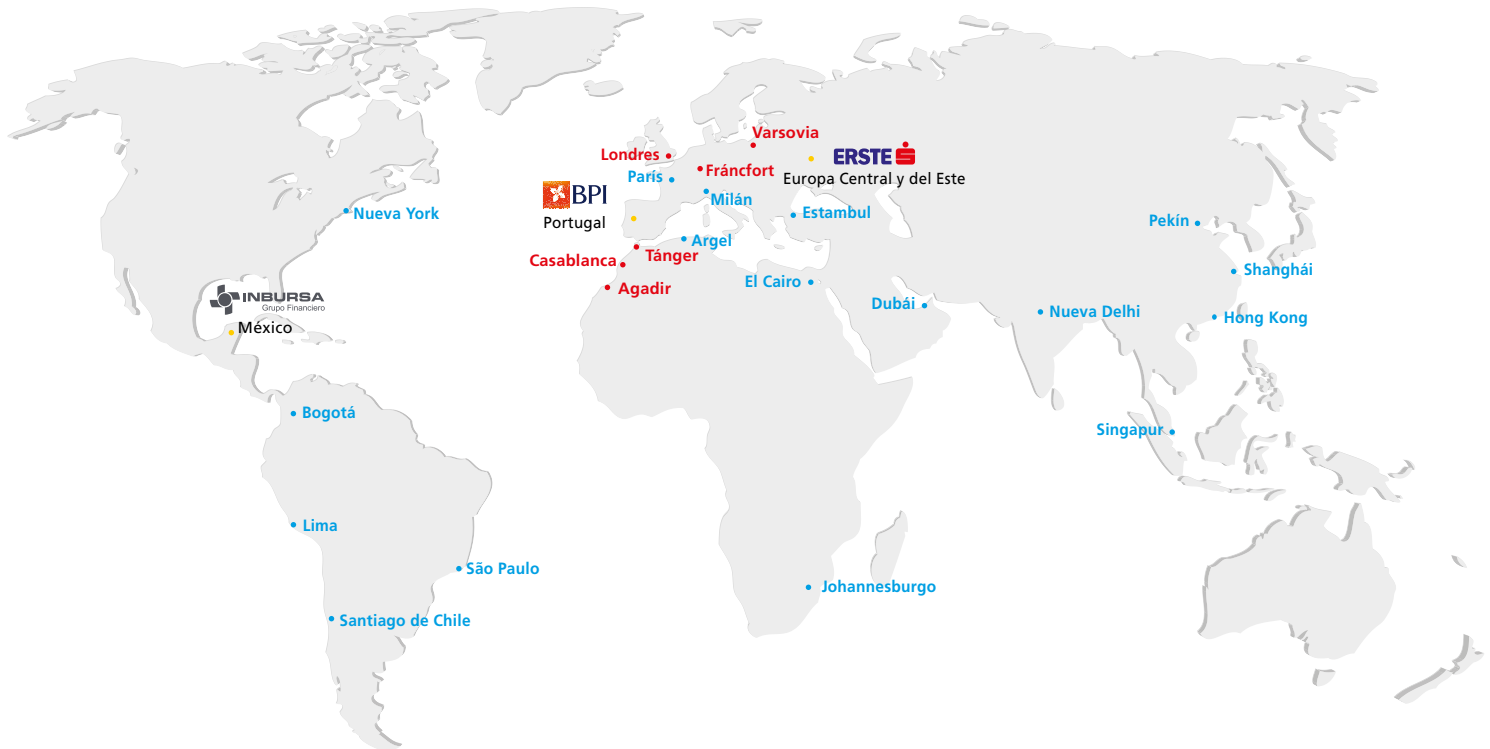 Varsovia
ERSTE
Londres
Fráncfort
París
Europa Central y del Este
BPI
Portugal
Milán
Nueva York
Estambul
Pekín
Argel
Casablanca
Tánger
Shanghái
El Cairo
Agadir
INBURSA
Grupo Financiero
Dubái
Nueva Delhi
Hong Kong
México
Bogotá
Singapur
Lima
São Paulo
Johannesburgo
Santiago de Chile